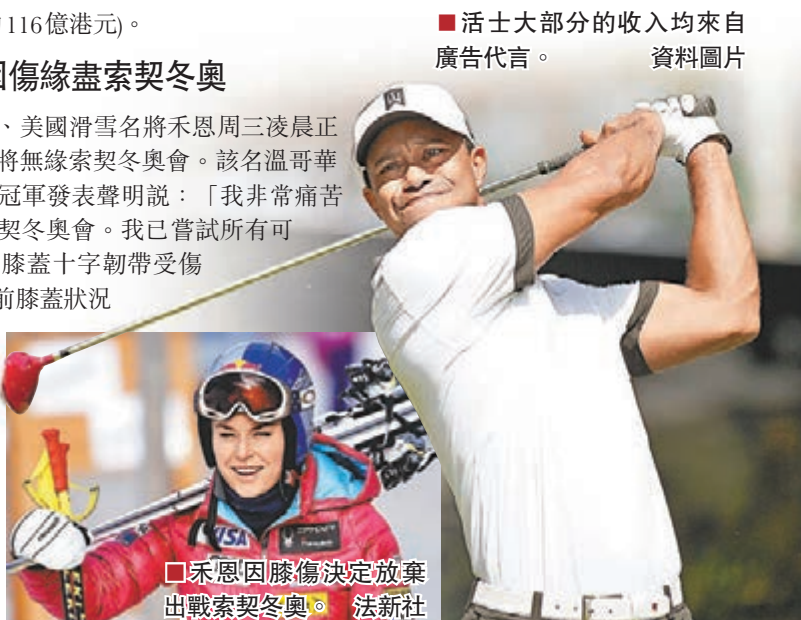 116億港元)。
傷緣盡索契冬奧
、美國滑雪名將禾恩周三凌晨正
將無緣索契冬奧會。該名溫哥華
冠軍發表聲明説：「我非常痛苦
契冬奧會。我已嘗試所有可
膝蓋十字韌帶受傷
前膝蓋狀況
■活士大部分的收入均來自
廣告代言。 資料圖片
TW
VISA
■禾恩因膝傷決定放棄
出戰索契冬奧。 法新社